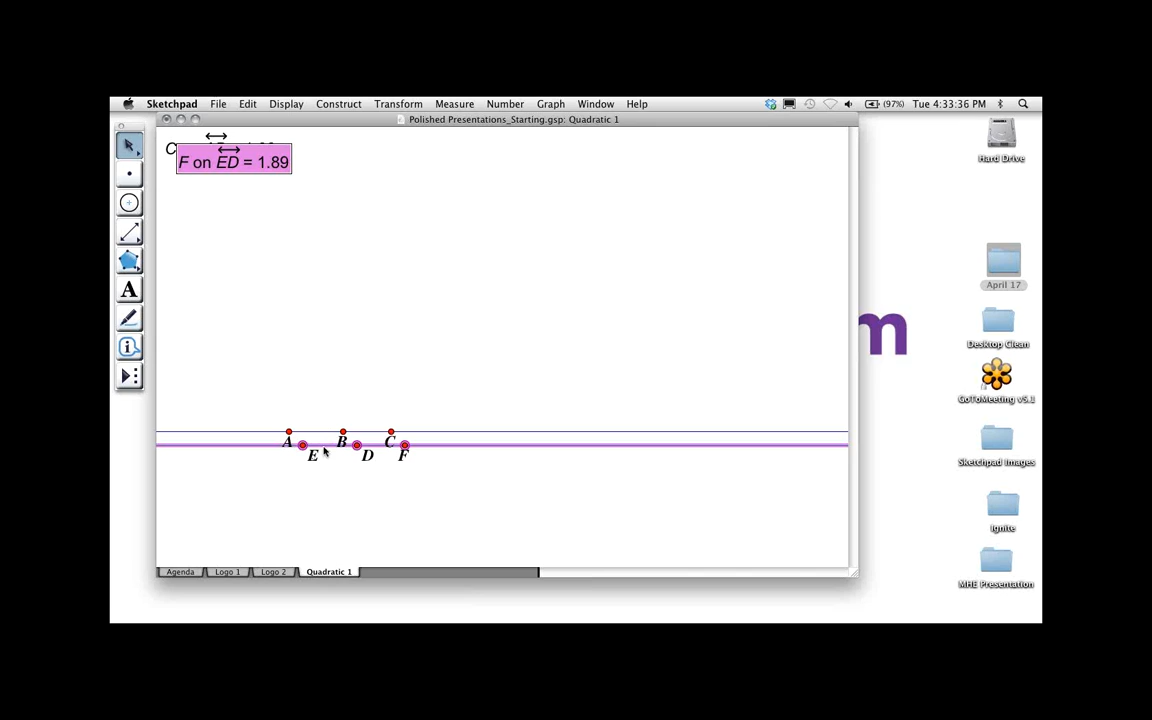 Sketchpad File Edit Display Construct Transform Measure Number Graph Window Help (97%) Tue 4:33:36 PM
Polished Presentations_Starting.gsp: Quadratic 1
C
F on ED = 1.89
Hard Drive
April 17
m
Desktop Clean
GoToMeeting v5.1
A B C
E D F
Sketchpad Images
ignite
MHE Presentation
Agenda Logo 1 Logo 2 Quadratic 1